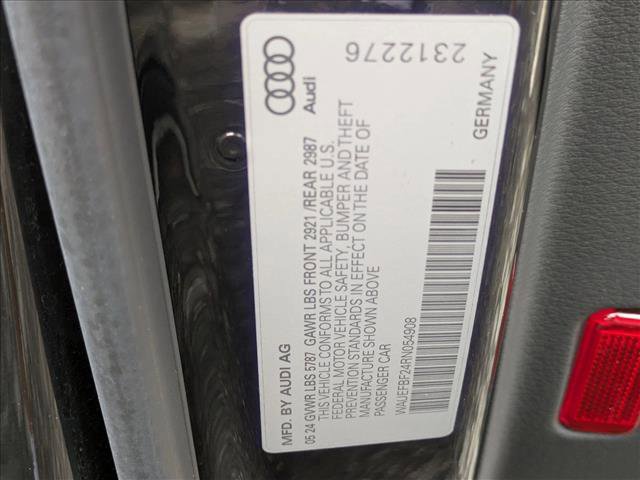 Audi
2312276
MFD. BY AUDI AG
GERMANY
05 24 GVWR LBS 5787 GAWR LBS FRONT 2921/REAR 2987
THIS VEHICLE CONFORMS TO ALL APPLICABLE U.S.
FEDERAL MOTOR VEHICLE SAFETY, BUMPER AND THEFT
PREVENTION STANDARDS IN EFFECT ON THE DATE OF
MANUFACTURE SHOWN ABOVE
PASSENGER CAR
WAUEFBF24RN054908